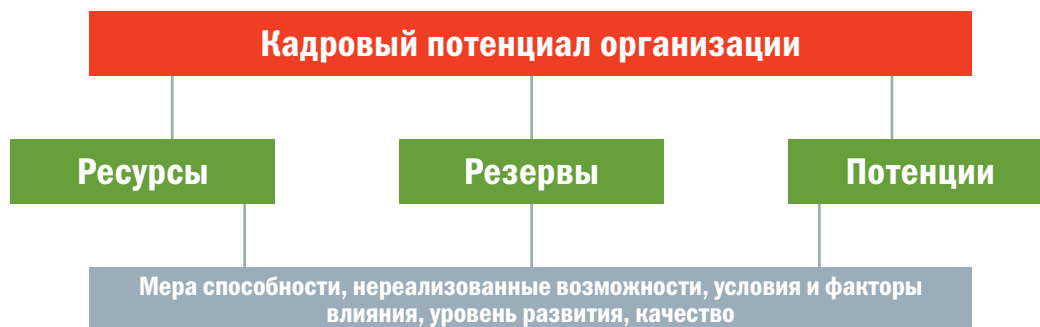 Кадровый потенциал организации
Ресурсы
Резервы
Потенции
Мера способности, нереализованные возможности, условия и факторы
влияния, уровень развития, качество